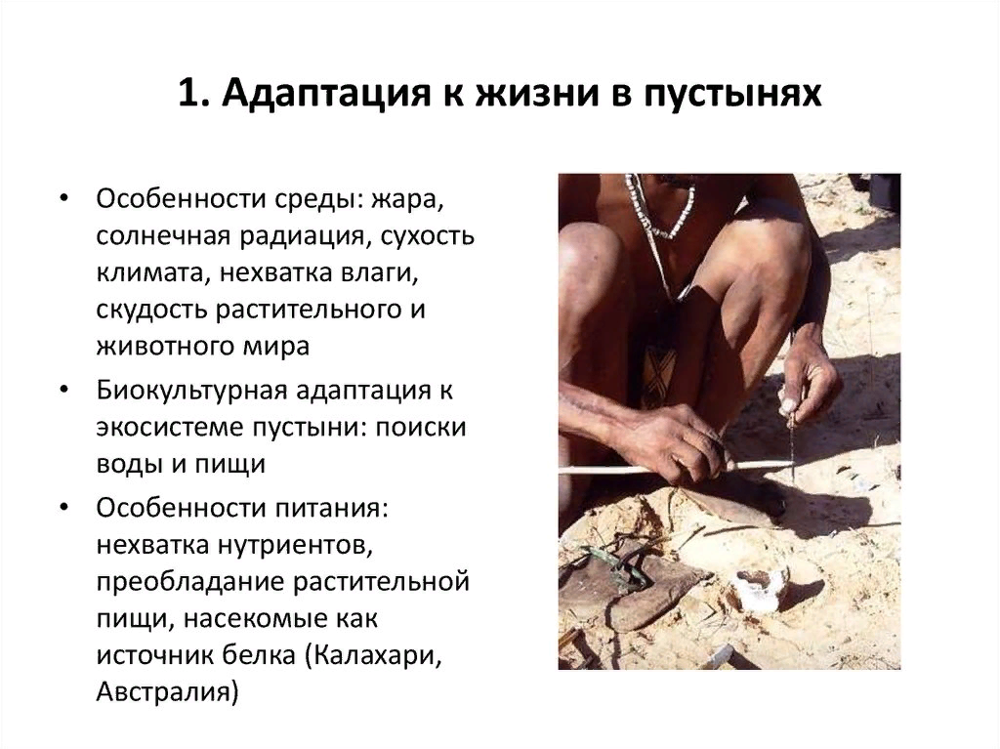 1. Адаптация к жизни в пустынях
• Особенности среды: жара,
солнечная радиация, сухость
климата, нехватка влаги,
скудость растительного и
животного мира
• Биокультурная адаптация к
экосистеме пустыни: поиски
воды и пищи
• Особенности питания:
нехватка нутриентов,
преобладание растительной
пищи, насекомые как
источник белка (Калахари,
Австралия)